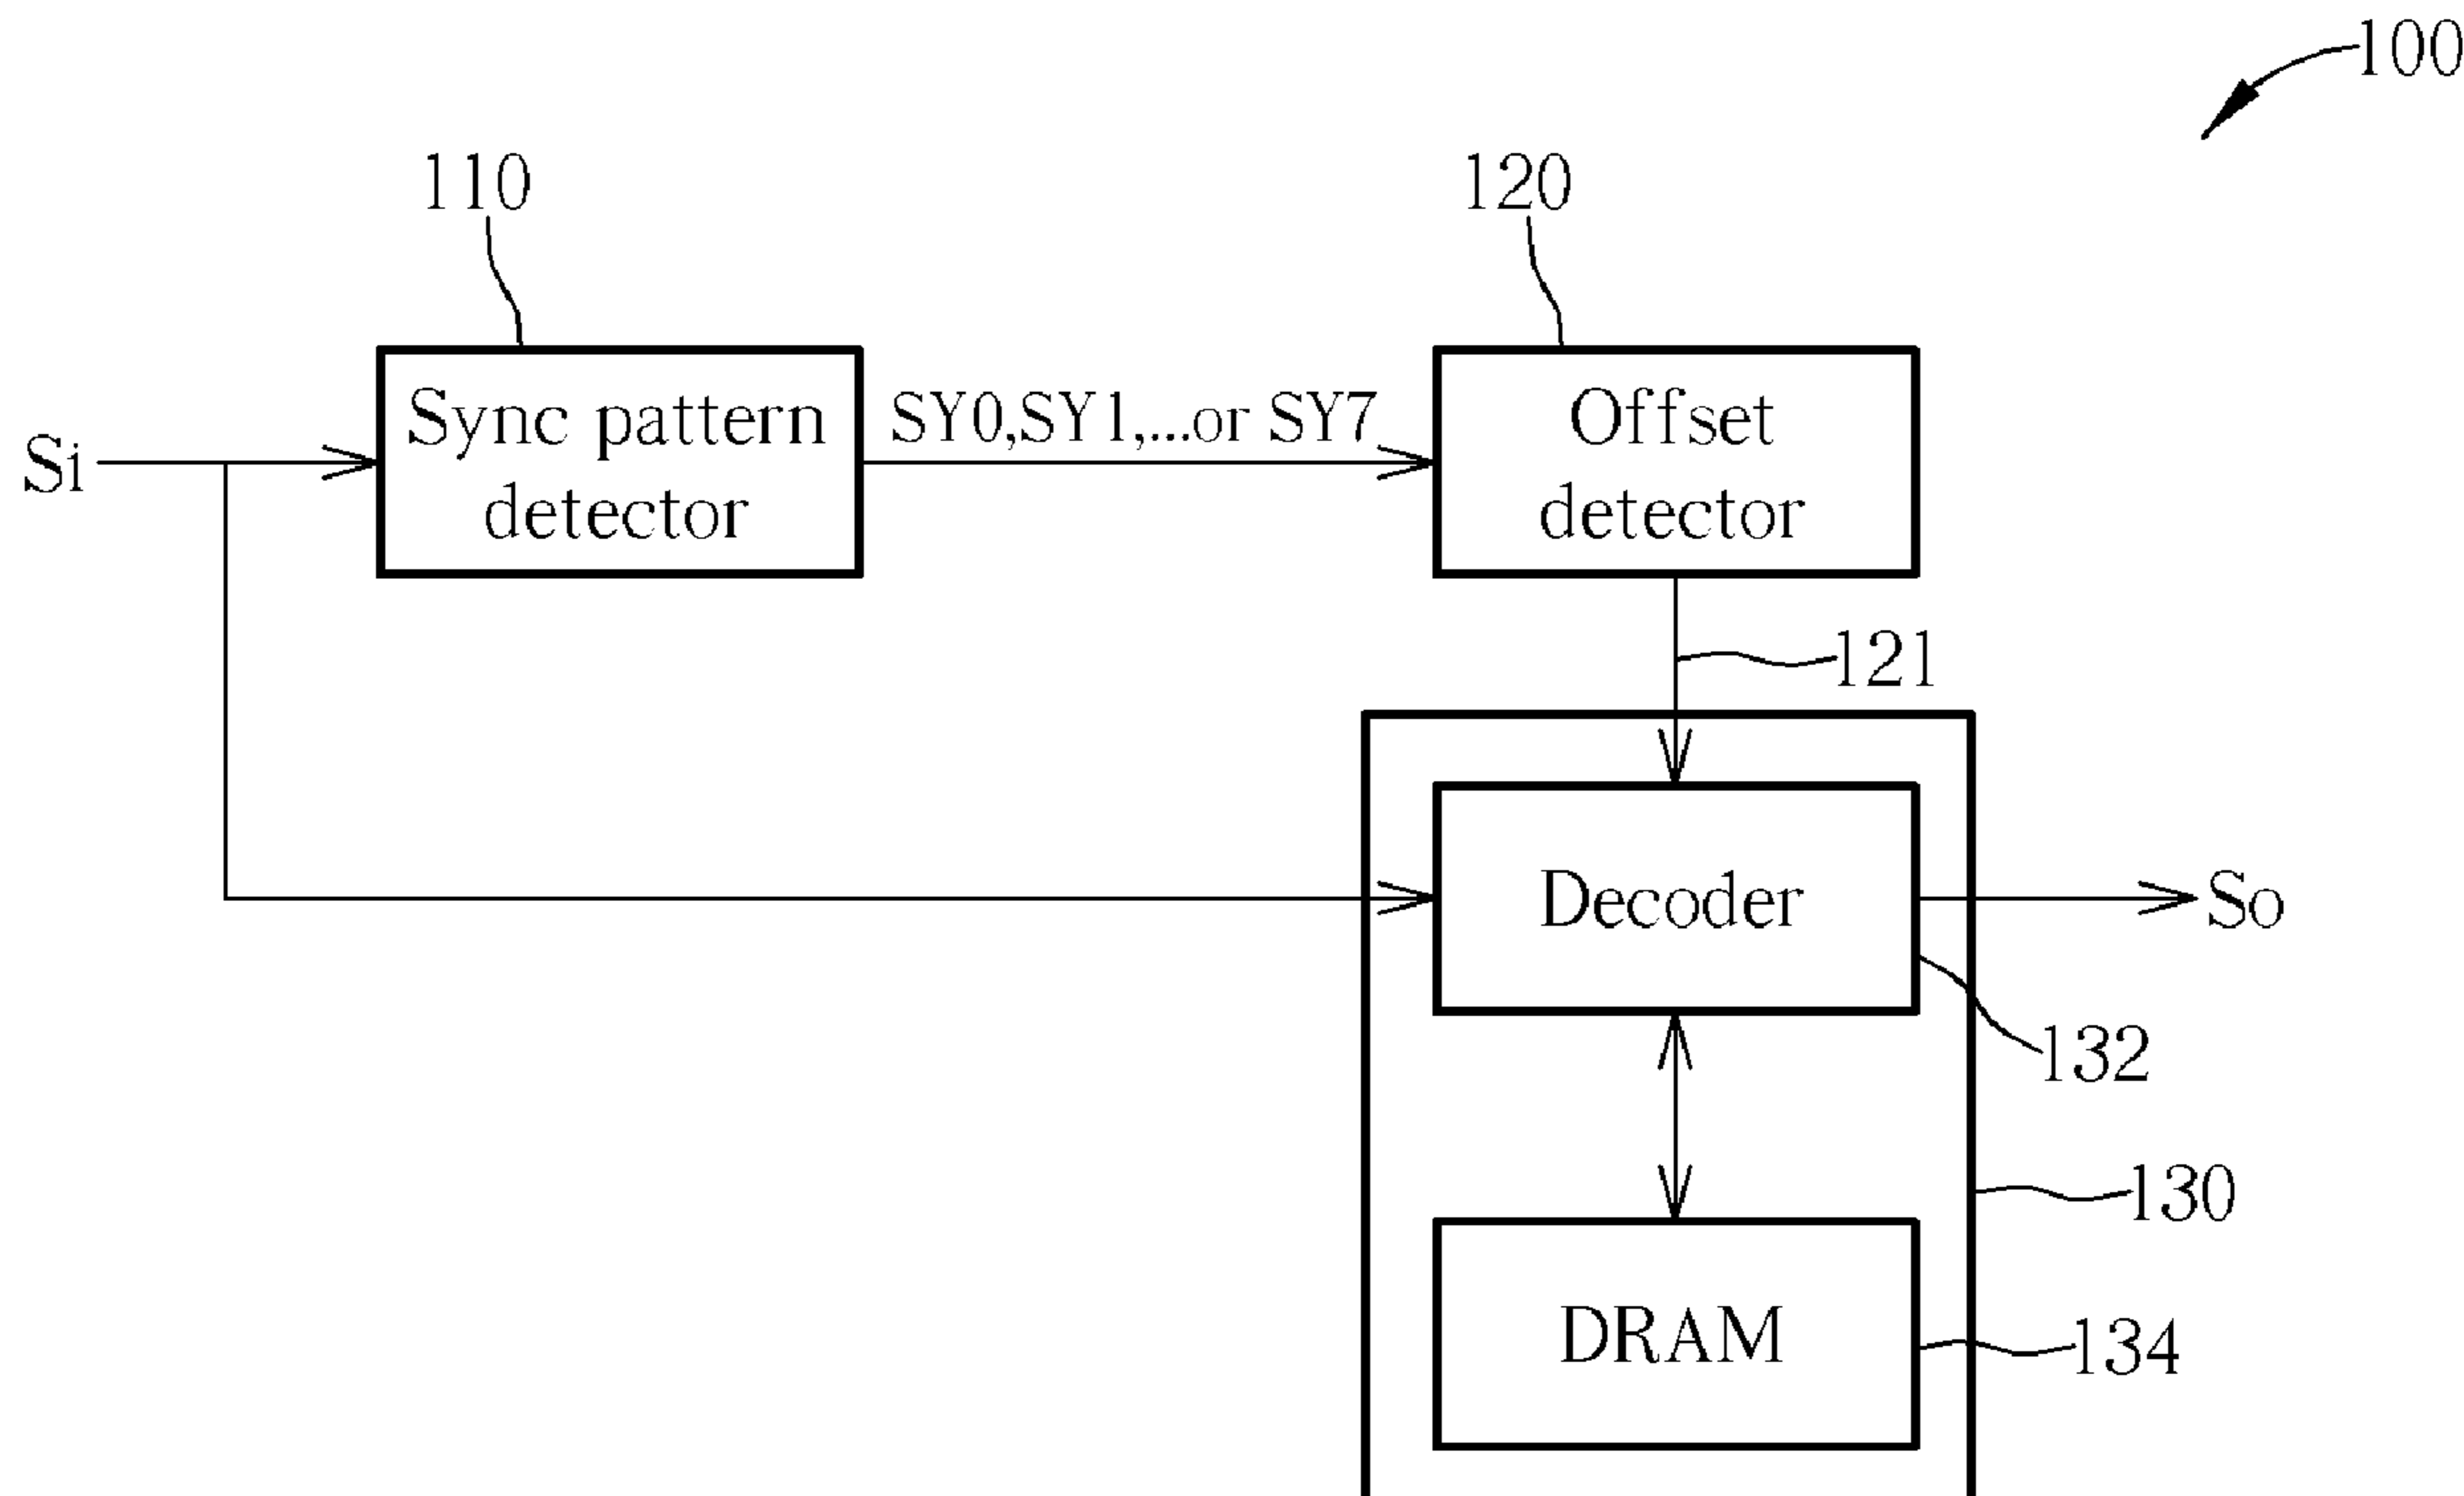 100
110
120
Sync pattern
detector
SY0,SY1,...or SY7
Offset
detector
Si
121
Decoder
So
132
130
DRAM
134